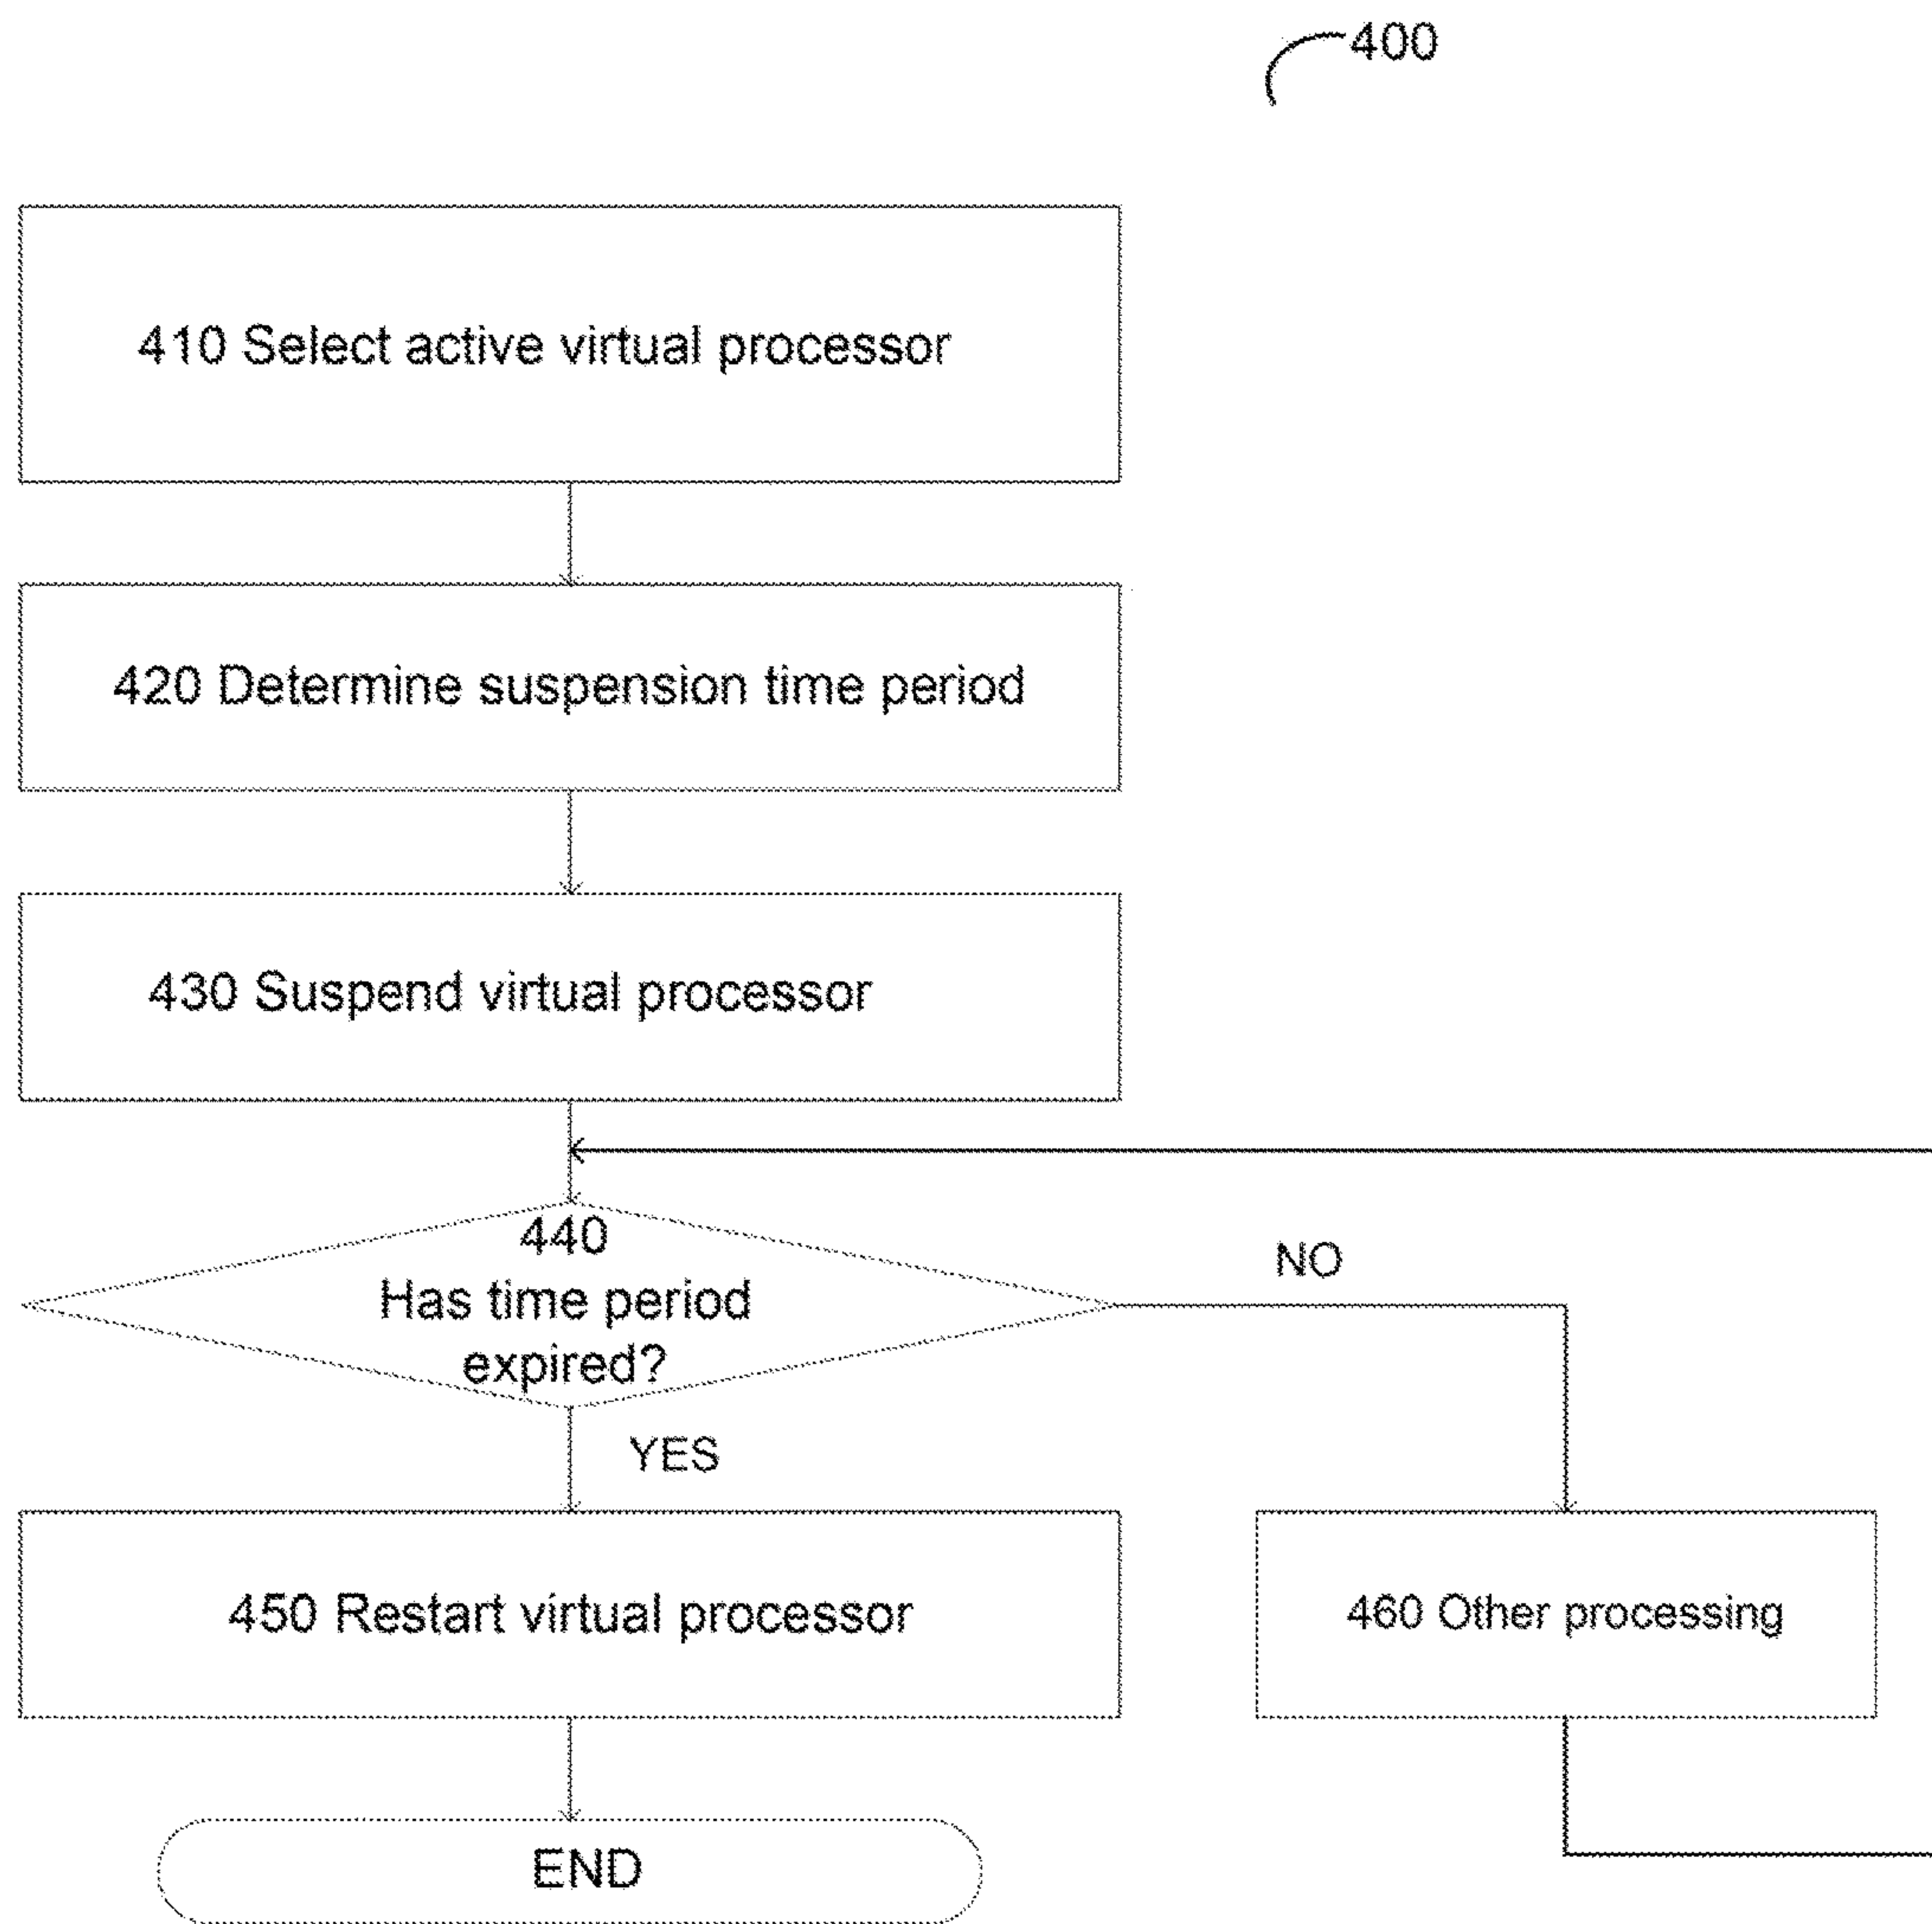 400
410 Select active virtual processor
420 Determine suspension time period
430 Suspend virtual processor
440
Has time period
expired?
NO
YES
450 Restart virtual processor
460 Other processing
END